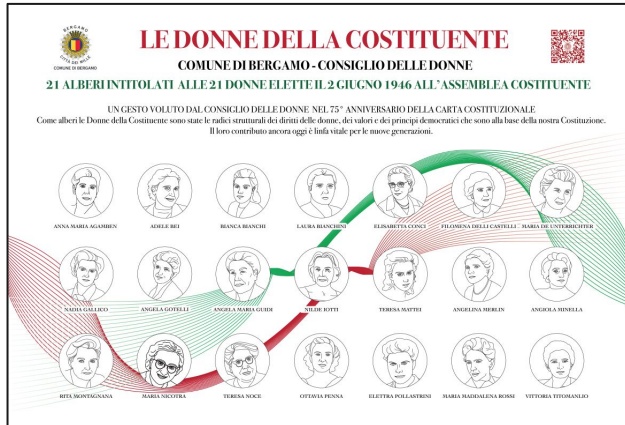 BERGAMO
CITTÀ DEI MILLE
COMUNE DI BERGAMO
LE DONNE DELLA COSTITUENTE
COMUNE DI BERGAMO - CONSIGLIO DELLE DONNE
21 ALBERI INTITOLATI ALLE 21 DONNE ELETTE IL 2 GIUGNO 1946 ALL'ASSEMBLEA COSTITUENTE
UN GESTO VOLUTO DAL CONSIGLIO DELLE DONNE NEL 75° ANNIVERSARIO DELLA CARTA COSTITUZIONALE
Come alberi le Donne della Costituente sono state le radici strutturali dei diritti delle donne, dei valori e dei principi democratici che sono alla base della nostra Costituzione.
Il loro contributo ancora oggi è linfa vitale per le nuove generazioni.
ANNA MARIA AGAMBEN
ADELE BEI
BIANCA BIANCHI
LAURA BIANCHINI
ELISABETTA CONCI
FILOMENA DELLI CASTELLI
MARIA DE UNTERRICHTER
NADIA GALLICO
ANGELA GOTELLI
ANGELA MARIA GUIDI
NILDE IOTTI
TERESA MATTEI
ANGELINA MERLIN
ANGIOLA MINELLA
RITA MONTAGNANA
MARIA NICOTRA
TERESA NOCE
OTTAVIA PENNA
ELETTRA POLLASTRINI
MARIA MADDALENA ROSSI
VITTORIA TITOMANLIO